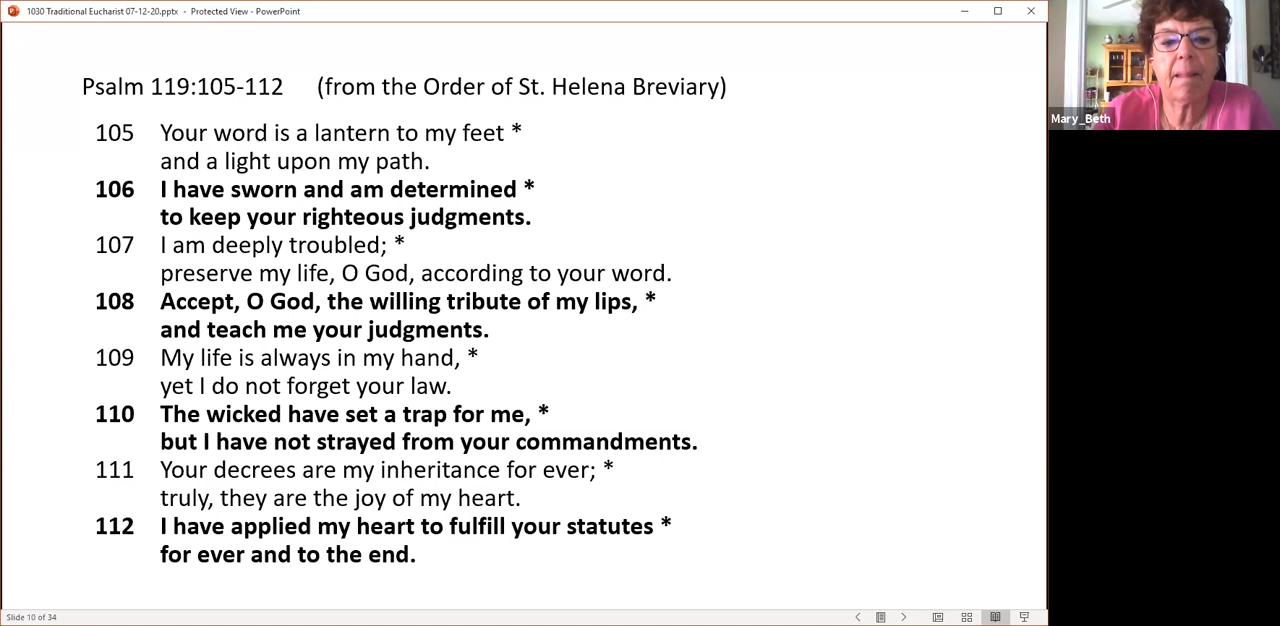 1030 Traditional Eucharist 07-12-20.pptx - Protected View - PowerPoint
Psalm 119:105-112 (from the Order of St. Helena Breviary)
105 Your word is a lantern to my feet *
and a light upon my path.
106 I have sworn and am determined *
to keep your righteous judgments.
107 I am deeply troubled; *
preserve my life, O God, according to your word.
108 Accept, O God, the willing tribute of my lips, *
and teach me your judgments.
109 My life is always in my hand, *
yet I do not forget your law.
110 The wicked have set a trap for me, *
but I have not strayed from your commandments.
111 Your decrees are my inheritance for ever; *
truly, they are the joy of my heart.
112 I have applied my heart to fulfill your statutes *
for ever and to the end.
Slide 10 of 34
Mary_Beth